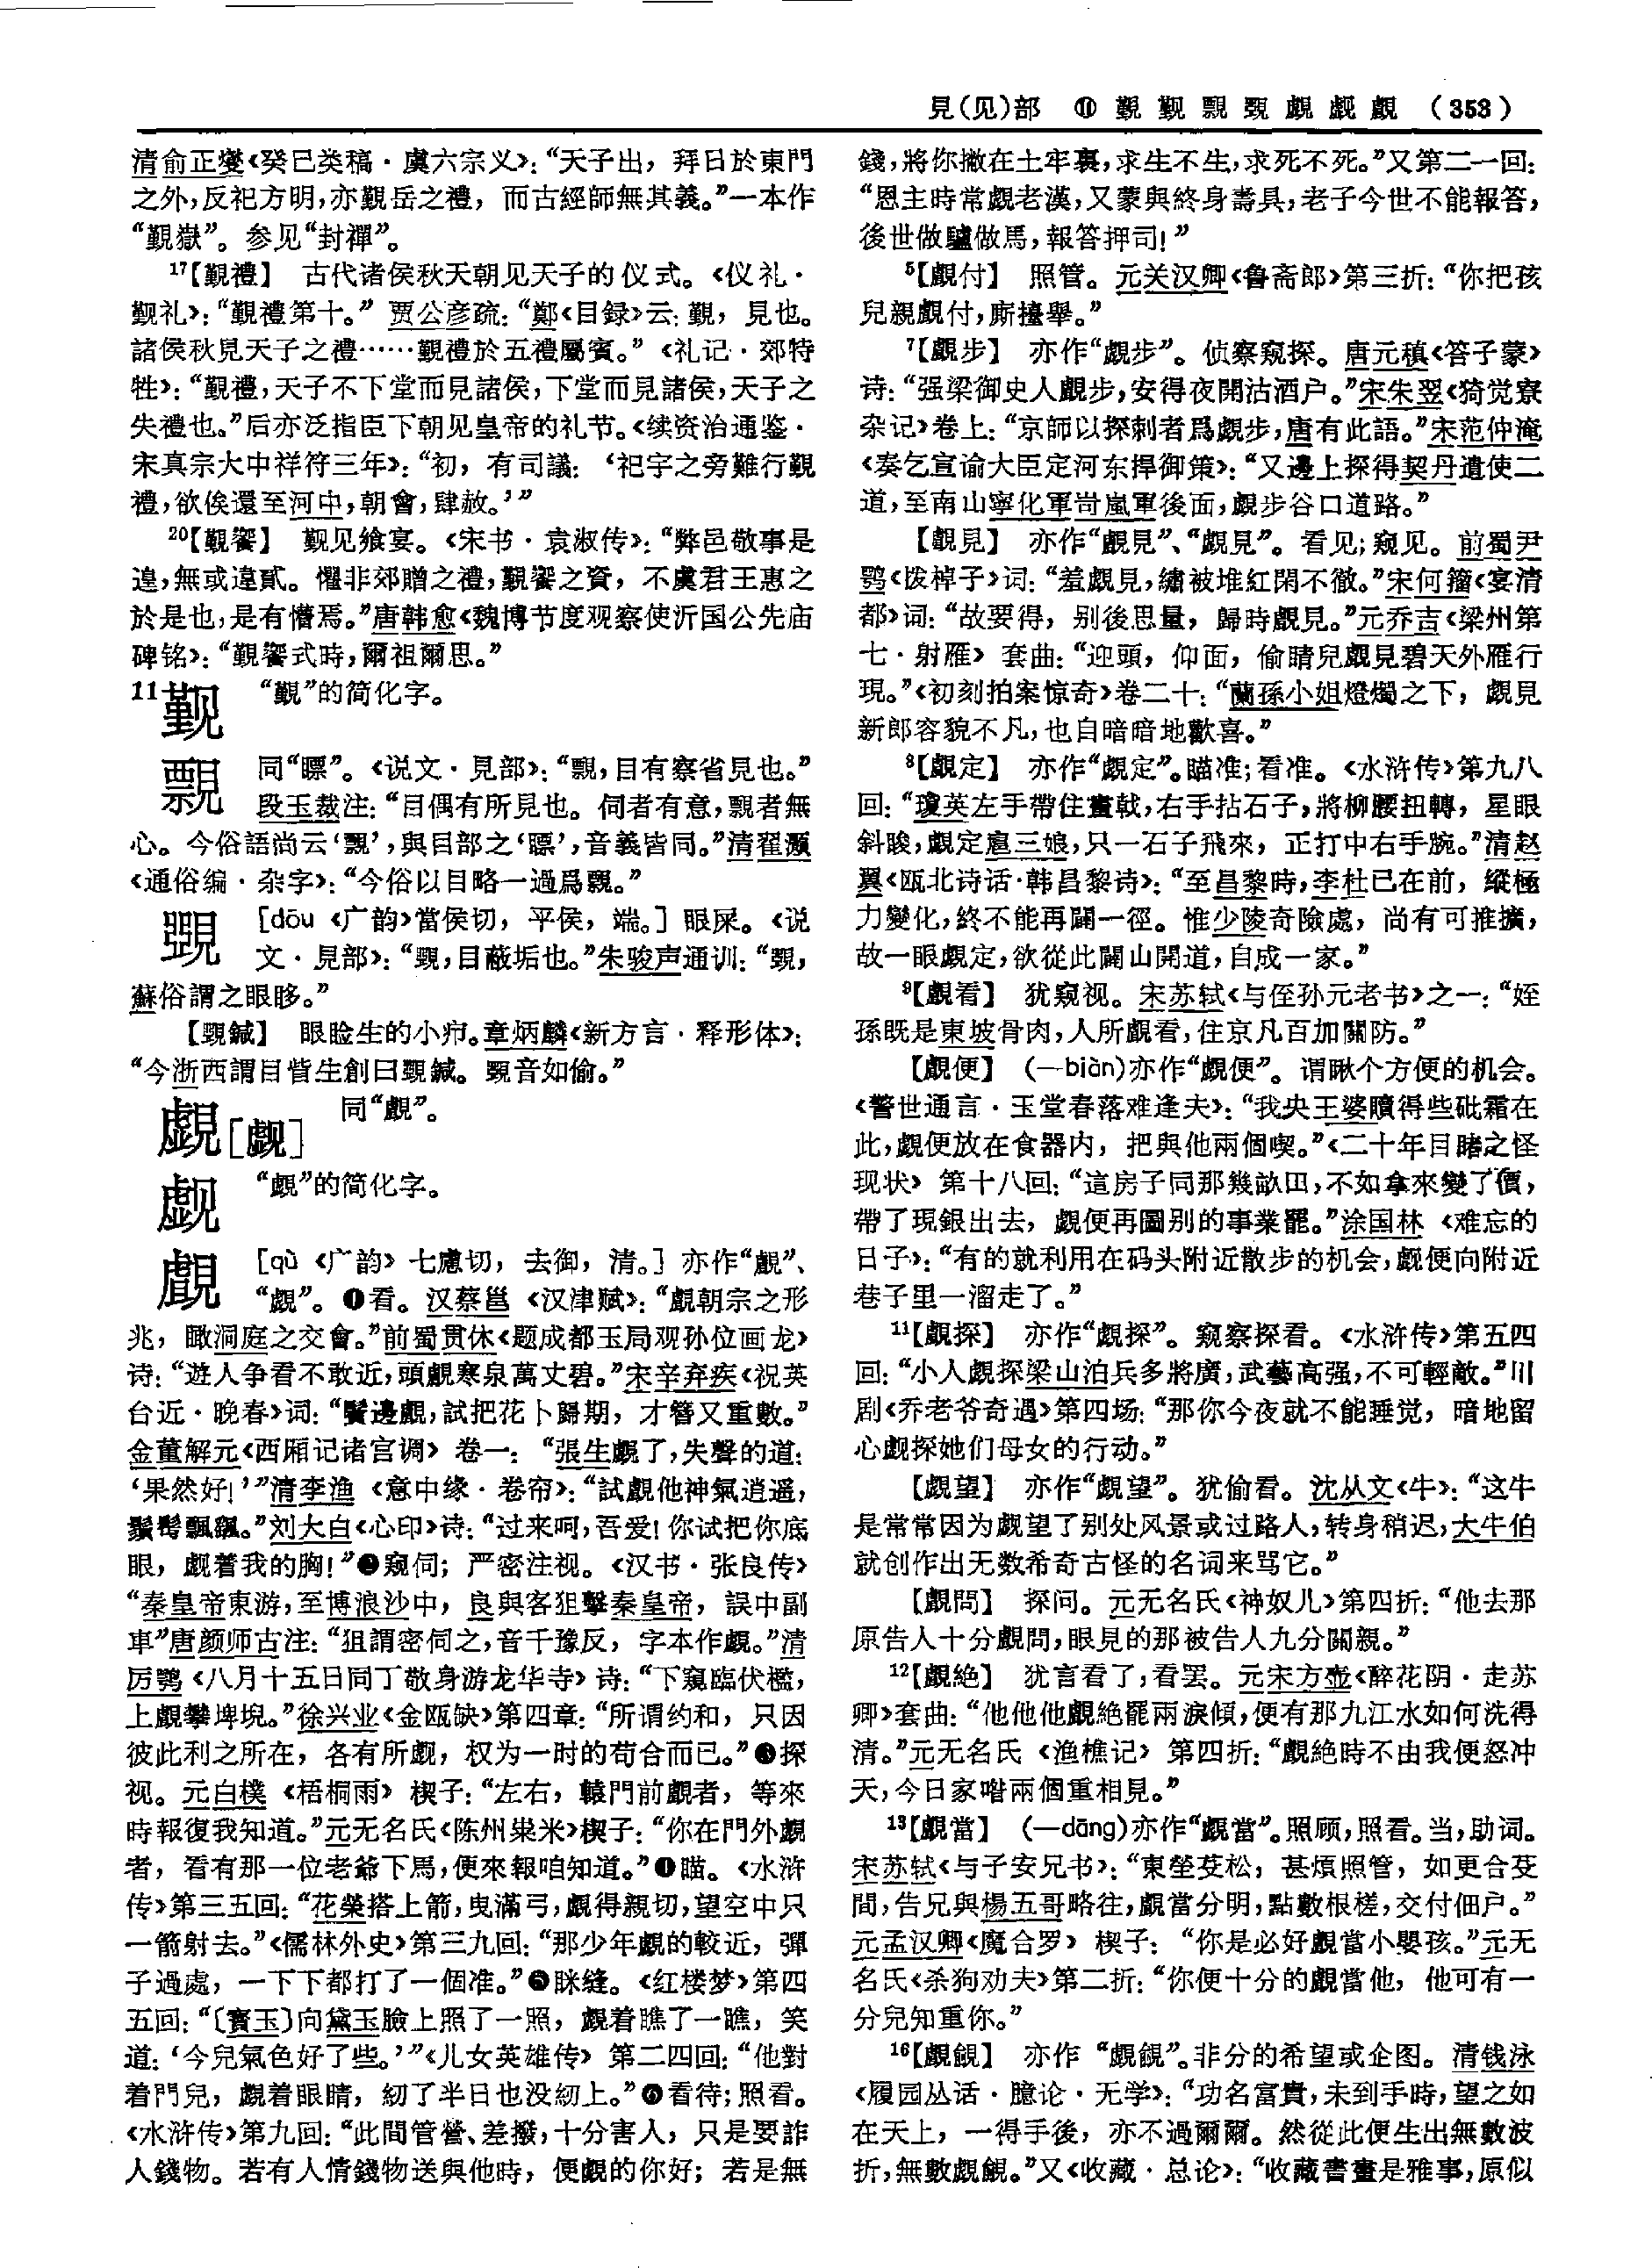 見(见)部 ⑪ 覲 觐 覭 覴 覷 觑 覰 (353)
清俞正燮《癸巳类稿·虞六宗义》：“天子出，拜日於東門
之外，反祀方明，亦覲岳之禮，而古經師無其義。”一本作
“覲嶽”。参见“封禪”。
17【覲禮】 古代诸侯秋天朝见天子的仪式。《仪礼·
觐礼》：“覲禮第十。”贾公彦疏：“鄭《目録》云：覲，見也。
諸侯秋見天子之禮……覲禮於五禮屬賓。”《礼记·郊特
牲》：“覲禮，天子不下堂而見諸侯，下堂而見諸侯，天子之
失禮也。”后亦泛指臣下朝见皇帝的礼节。《续资治通鉴·
宋真宗大中祥符三年》：“初，有司議：‘祀宇之旁難行覲
禮，欲俟還至河中，朝會，肆赦。’”
20【覲饗】 觐见飨宴。《宋书·袁淑传》：“弊邑敬事是
遑，無或違貳。懼非郊贈之禮，覲饗之資，不虞君王惠之
於是也，是有懵焉。”唐韩愈《魏博节度观察使沂国公先庙
碑铭》：“覲饗式時，爾祖爾思。”
11觐 “覲”的简化字。
覭 同“瞟”。《说文·見部》：“覭，目有察省見也。”
段玉裁注：“目偶有所見也。伺者有意，覭者無
心。今俗語尚云‘覭’，與目部之‘瞟’，音義皆同。”清翟灝
《通俗编·杂字》：“今俗以目略一過爲覭。”
覴 [dōu 《广韵》當侯切，平侯，端。] 眼屎。《说
文·見部》：“覴，目蔽垢也。”朱骏声通训：“覴，
蘇俗謂之眼眵。”
【覴鍼】 眼睑生的小疖。章炳麟《新方言·释形体》：
“今浙西謂目眥生創曰覴鍼。覴音如偷。”
覷[觑] 同“覰”。
觑 “覷”的简化字。
覰 [qù 《广韵》七慮切，去御，清。] 亦作“覷”、
“覻”。❶看。汉蔡邕《汉津赋》：“覰朝宗之形
兆，瞰洞庭之交會。”前蜀贯休《题成都玉局观孙位画龙》
诗：“遊人争看不敢近，頭覰寒泉萬丈碧。”宋辛弃疾《祝英
台近·晚春》词：“鬢邊覰，試把花卜歸期，才簪又重數。”
金董解元《西厢记诸宫调》卷一：“張生覷了，失聲的道：
‘果然好！’”清李渔《意中缘·卷帘》：“試覷他神氣逍遥，
鬚髩飄飄。”刘大白《心印》诗：“过来呵，吾爱！你试把你底
眼，觑着我的胸！”❷窥伺；严密注视。《汉书·张良传》
“秦皇帝東游，至博浪沙中，良與客狙擊秦皇帝，誤中副
車”唐颜师古注：“狙謂密伺之，音千豫反，字本作覰。”清
厉鹗《八月十五日同丁敬身游龙华寺》诗：“下窺臨伏檻，
上覰攀埤堄。”徐兴业《金瓯缺》第四章：“所谓约和，只因
彼此利之所在，各有所觑，权为一时的苟合而已。”❸探
视。元白樸《梧桐雨》楔子：“左右，轅門前覷者，等來
時報復我知道。”元无名氏《陈州粜米》楔子：“你在門外覷
者，看有那一位老爺下馬，便來報咱知道。”❹瞄。《水浒
传》第三五回：“花榮搭上箭，曳滿弓，覰得親切，望空中只
一箭射去。”《儒林外史》第三九回：“那少年覷的較近，彈
子過處，一下下都打了一個准。”❺眯缝。《红楼梦》第四
五回：“〔寳玉〕向黛玉臉上照了一照，覷着瞧了一瞧，笑
道：‘今兒氣色好了些。’”《儿女英雄传》第二四回：“他對
着門兒，覷着眼睛，紉了半日也没紉上。”❻看待；照看。
《水浒传》第九回：“此間管營、差撥，十分害人，只是要詐
人錢物。若有人情錢物送與他時，便覷的你好；若是無
錢，將你撇在土牢裏，求生不生，求死不死。”又第二一回：
“恩主時常覷老漢，又蒙與終身壽具，老子今世不能報答，
後世做驢做馬，報答押司！”
5【覰付】 照管。元关汉卿《鲁斋郎》第三折：“你把孩
兒親覷付，廝擡舉。”
7【覰步】 亦作“覷步”。侦察窥探。唐元稹《答子蒙》
诗：“强梁御史人覷步，安得夜開沽酒户。”宋朱翌《猗觉寮
杂记》卷上：“京師以探刺者爲覷步，唐有此語。”宋范仲淹
《奏乞宣谕大臣定河东捍御策》：“又邊上探得契丹遣使二
道，至南山寧化軍岢嵐軍後面，覰步谷口道路。”
【覰見】 亦作“覷見”、“覻見”。看见；窥见。前蜀尹
鹗《拨棹子》词：“羞覷見，繡被堆紅閑不徹。”宋何籀《宴清
都》词：“故要得，别後思量，歸時覷見。”元乔吉《梁州第
七·射雁》套曲：“迎頭，仰面，偷睛兒覷見碧天外雁行
現。”《初刻拍案惊奇》卷二十：“蘭孫小姐燈燭之下，覷見
新郎容貌不凡，也自暗暗地歡喜。”
8【覰定】 亦作“覷定”。瞄准；看准。《水浒传》第九八
回：“瓊英左手帶住畫戟，右手拈石子，將柳腰扭轉，星眼
斜睃，覷定扈三娘，只一石子飛來，正打中右手腕。”清赵
翼《瓯北诗话·韩昌黎诗》：“至昌黎時，李杜已在前，縱極
力變化，終不能再闢一徑。惟少陵奇險處，尚有可推擴，
故一眼覷定，欲從此闢山開道，自成一家。”
9【覰看】 犹窥视。宋苏轼《与侄孙元老书》之一：“姪
孫既是東坡骨肉，人所覰看，住京凡百加關防。”
【覰便】 (一biàn)亦作“覷便”。谓瞅个方便的机会。
《警世通言·玉堂春落难逢夫》：“我央王婆贖得些砒霜在
此，覷便放在食器内，把與他兩個喫。”《二十年目睹之怪
现状》第十八回：“這房子同那幾畝田，不如拿來變了價，
帶了現銀出去，覷便再圖别的事業罷。”涂国林《难忘的
日子》：“有的就利用在码头附近散步的机会，觑便向附近
巷子里一溜走了。”
11【覰探】 亦作“覷探”。窥察探看。《水浒传》第五四
回：“小人覷探梁山泊兵多將廣，武藝高强，不可輕敵。”川
剧《乔老爷奇遇》第四场：“那你今夜就不能睡觉，暗地留
心觑探她们母女的行动。”
【覰望】 亦作“覷望”。犹偷看。沈从文《牛》：“这牛
是常常因为觑望了别处风景或过路人，转身稍迟，大牛伯
就创作出无数希奇古怪的名词来骂它。”
【覰問】 探问。元无名氏《神奴儿》第四折：“他去那
原告人十分覰問，眼見的那被告人九分關親。”
12【覰絶】 犹言看了，看罢。元宋方壶《醉花阴·走苏
卿》套曲：“他他他覷絶罷兩淚傾，便有那九江水如何洗得
清。”元无名氏《渔樵记》第四折：“覰絶時不由我便怒冲
天，今日家喒兩個重相見。”
13【覰當】 (一dāng)亦作“覷當”。照顾，照看。当，助词。
宋苏轼《与子安兄书》：“東塋芟松，甚煩照管，如更合芟
間，告兄與楊五哥略往，覰當分明，點數根槎，交付佃户。”
元孟汉卿《魔合罗》楔子：“你是必好覷當小嬰孩。”元无
名氏《杀狗劝夫》第二折：“你便十分的覷當他，他可有一
分兒知重你。”
16【覰覦】 亦作“覷覦”。非分的希望或企图。清钱泳
《履园丛话·臆论·无学》：“功名富貴，未到手時，望之如
在天上，一得手後，亦不過爾爾。然從此便生出無數波
折，無數覷覦。”又《收藏·总论》：“收藏書畫是雅事，原似